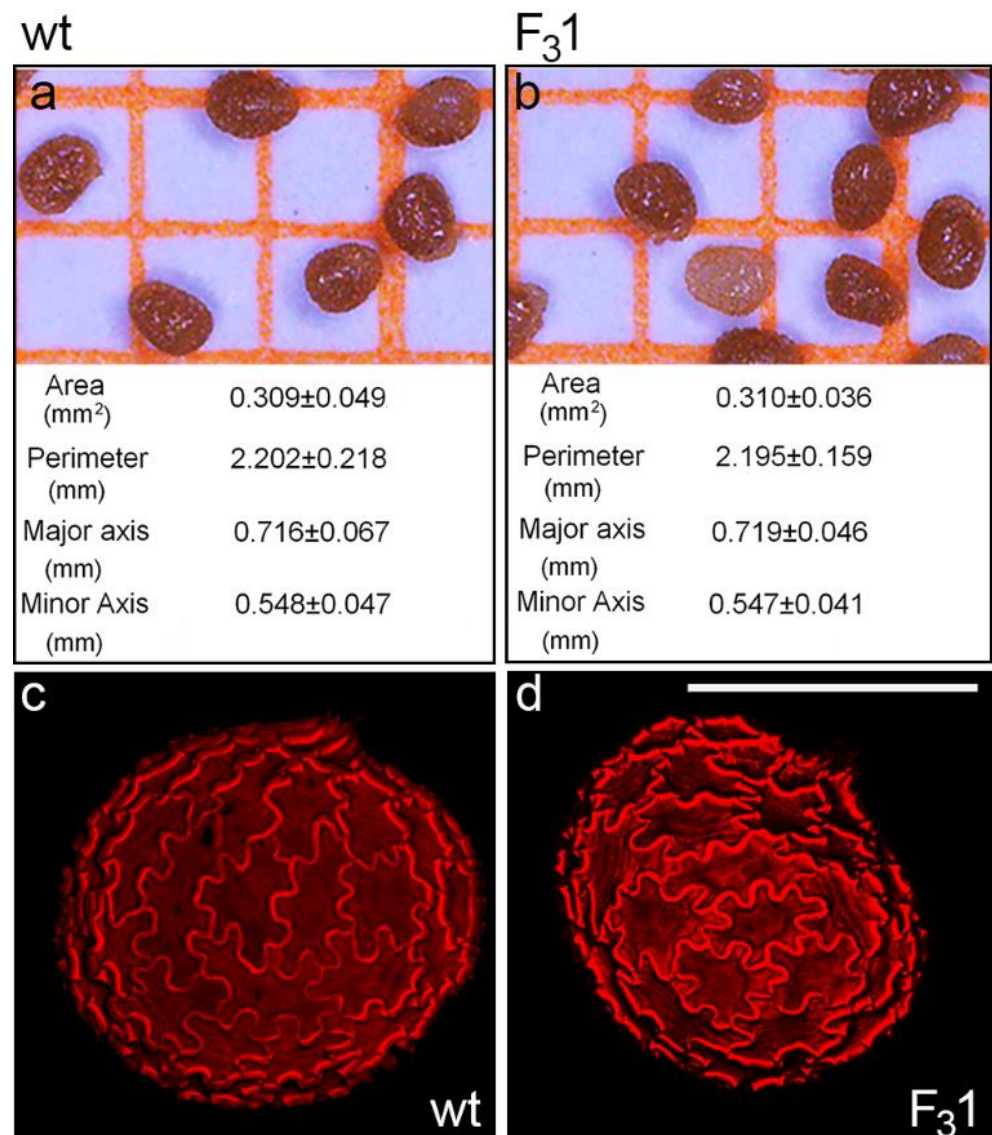 wt
F₃1
a
Area
(mm²)
0.309±0.049
Perimeter
(mm)
2.202±0.218
Major axis
(mm)
0.716±0.067
Minor Axis
(mm)
0.548±0.047
b
Area
(mm²)
0.310±0.036
Perimeter
(mm)
2.195±0.159
Major axis
(mm)
0.719±0.046
Minor Axis
(mm)
0.547±0.041
c
wt
d
F₃1